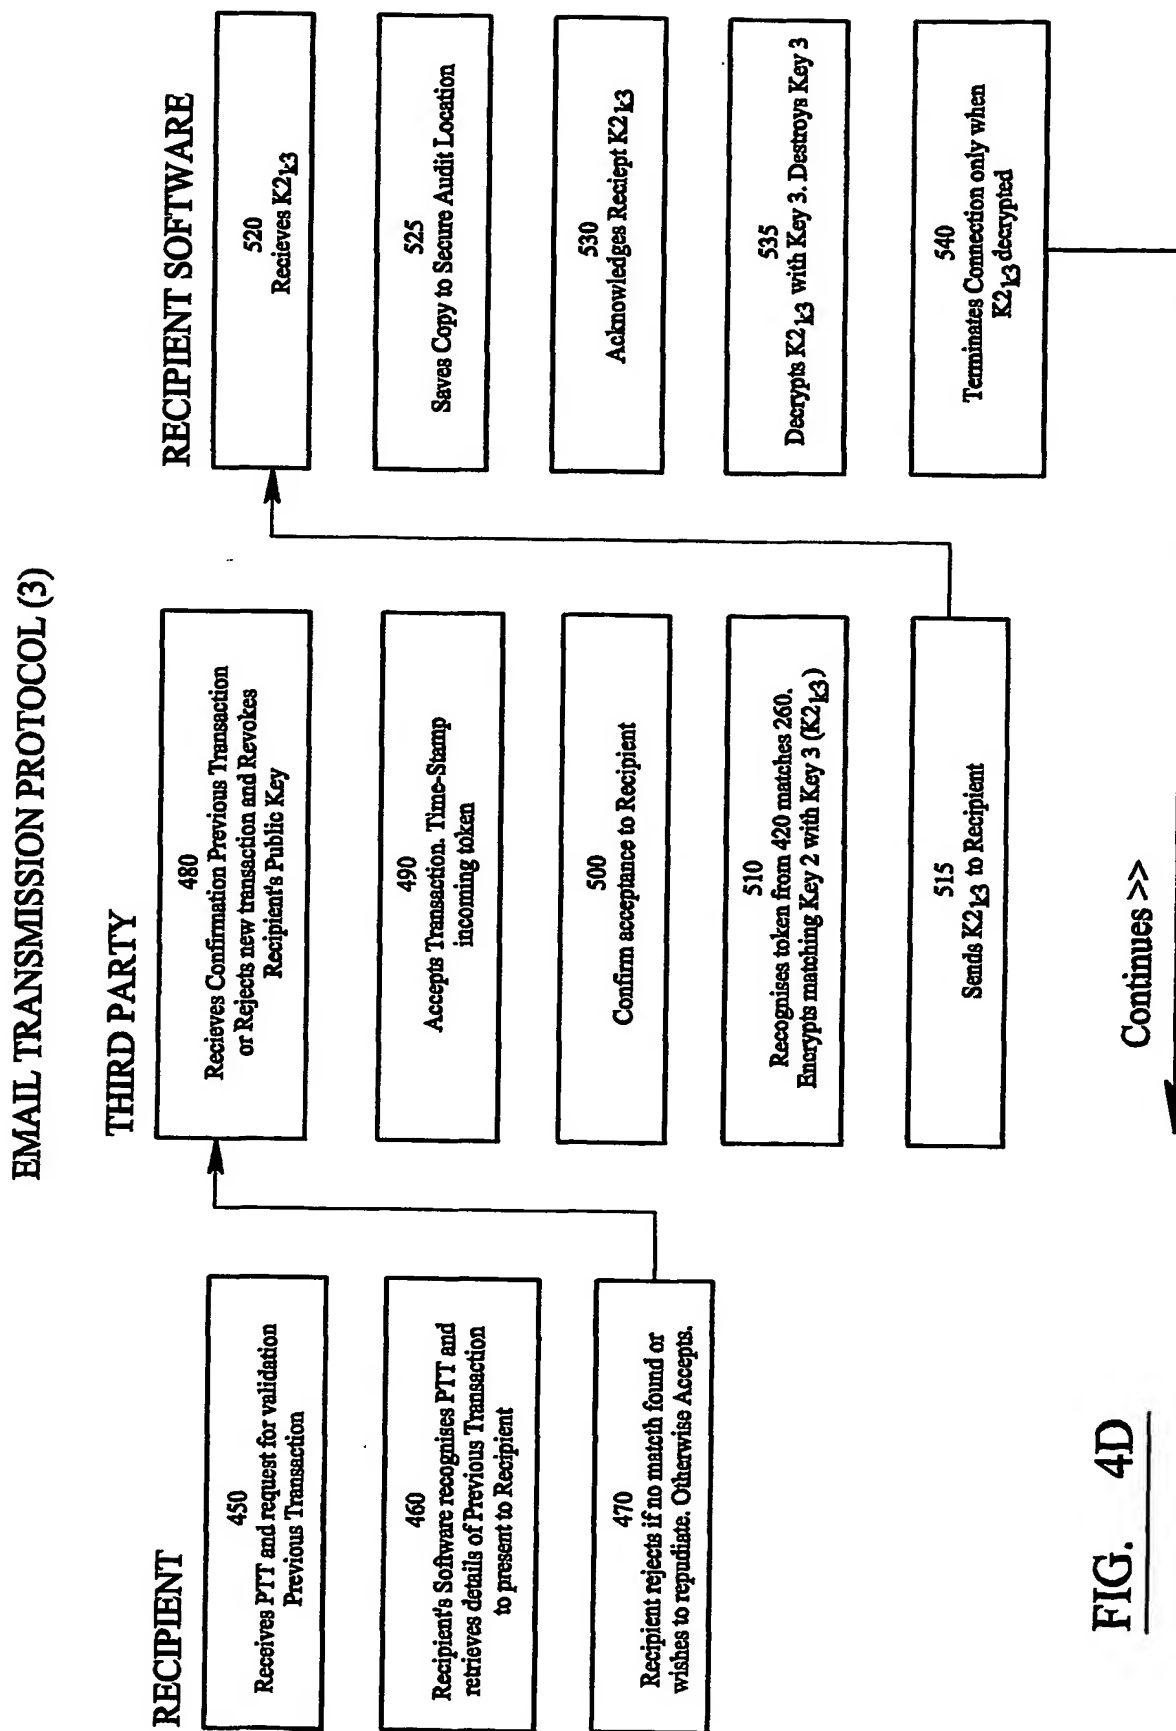 EMAIL TRANSMISSION PROTOCOL (3)
RECIPIENT
450
Receives PTT and request for validation
Previous Transaction
460
Recipient's Software recognises PTT and
retrieves details of Previous Transaction
to present to Recipient
470
Recipient rejects if no matcth found or
wishes to repudiate. Otherwise Accepts.
THIRD PARTY
480
Recieves Confirmation Previous Transaction
or Rejects new transaction and Revokes
Recipient's Public Key
490
Accepts Transaction. Time-Stamp
incoming token
500
Confirm acceptance to Recipient
510
Recognises token from 420 matches 260.
Encrypts matching Key 2 with Key 3 (K2k3)
515
Sends K2k3 to Recipient
RECIPIENT SOFTWARE
520
Recieves K2k3
525
Saves Copy to Secure Audit Location
530
Acknowledges Reciept K2k3
535
Decrypts K2k3 with Key 3. Destroys Key 3
540
Terminates Connection only when
K2k3 decrypted
Continues >>
FIG. 4D